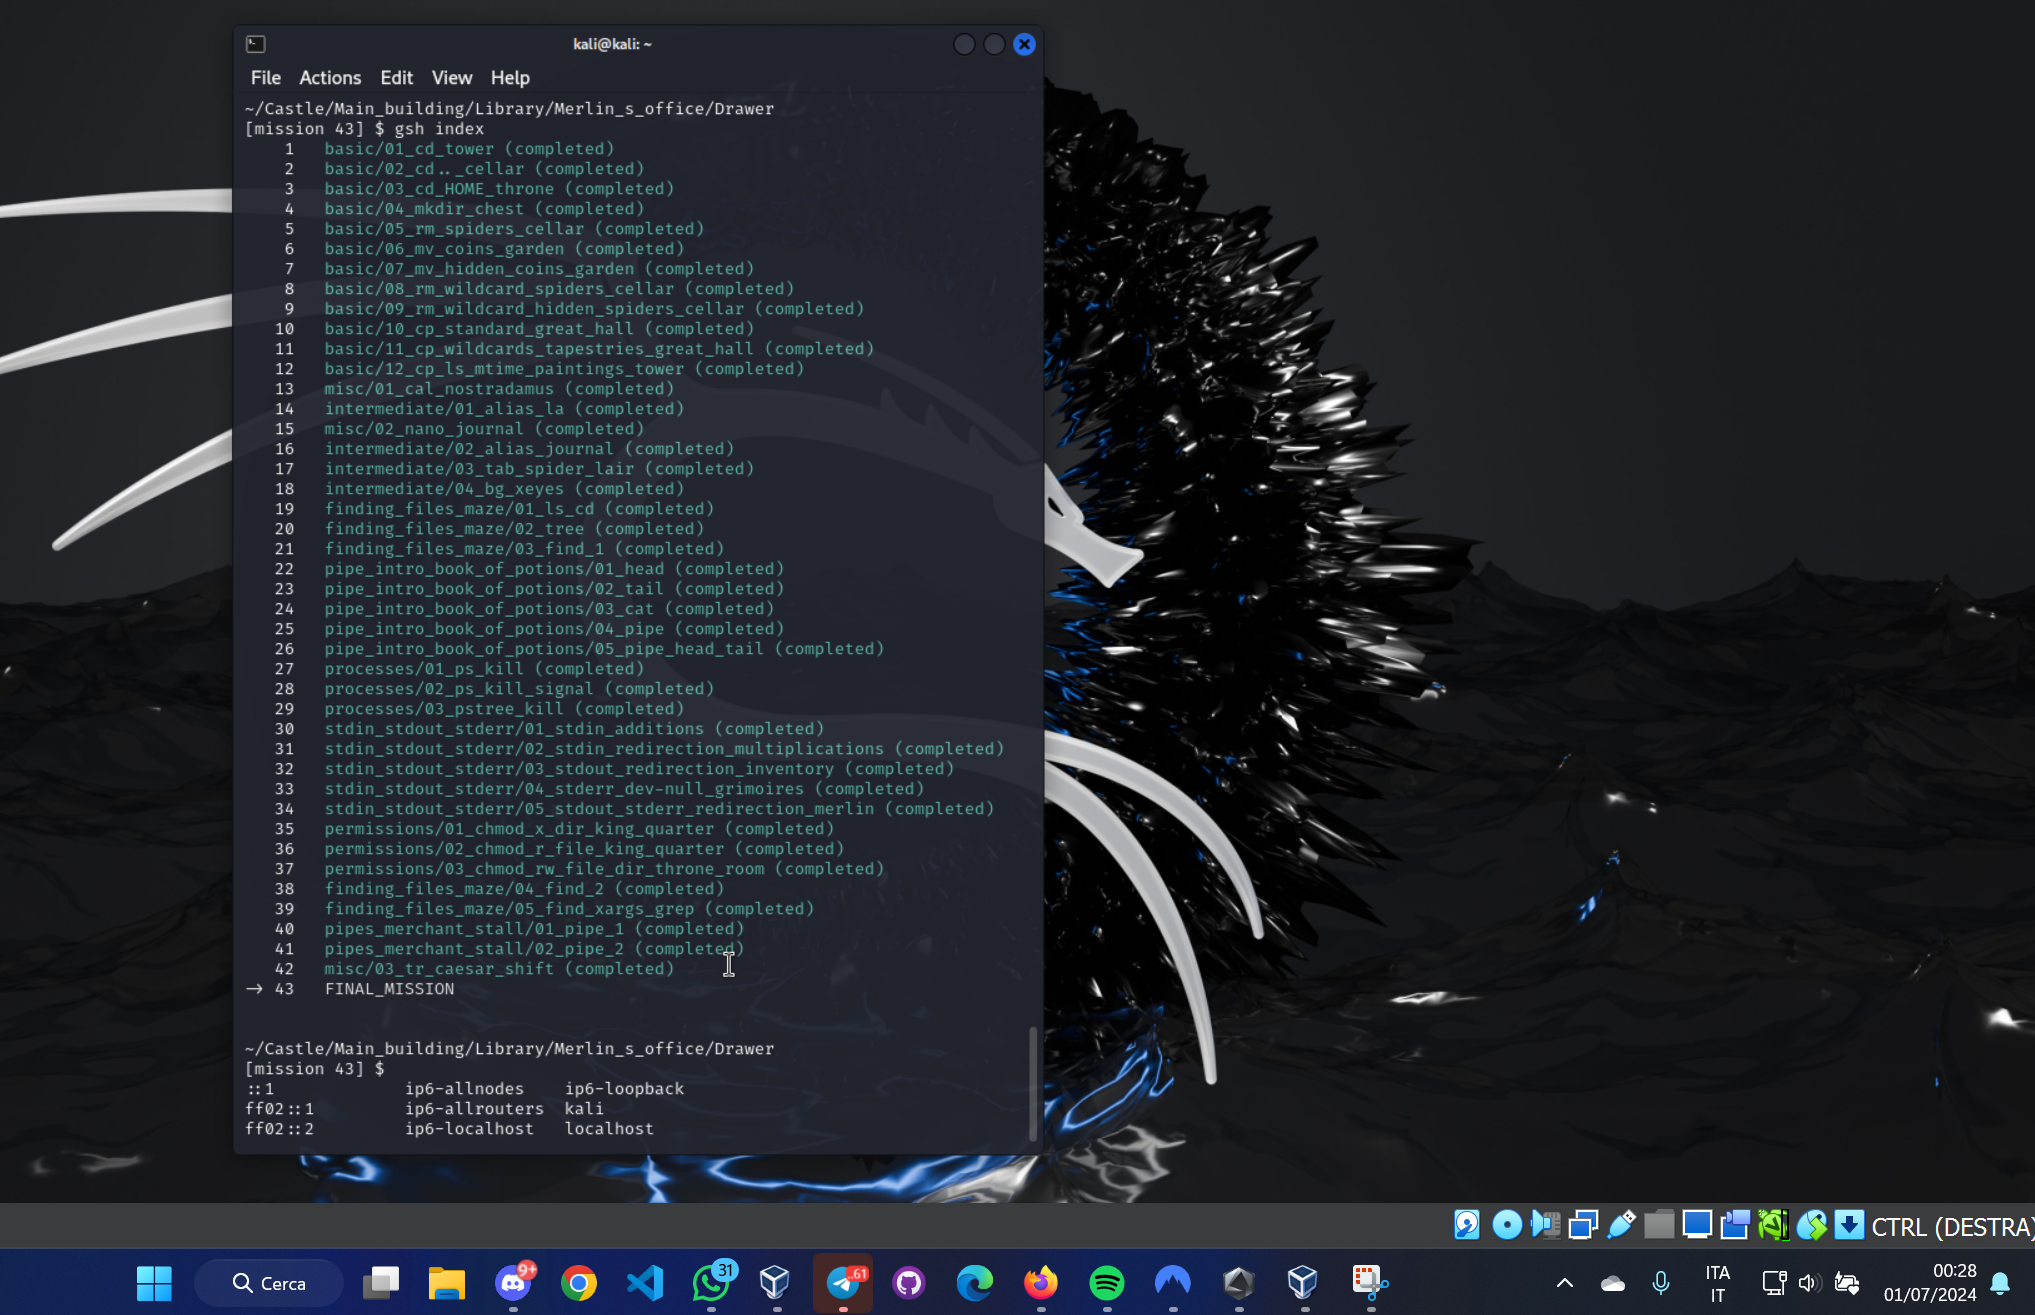 kali@kali: ~
File Actions Edit View Help
~/Castle/Main_building/Library/Merlin_s_office/Drawer
[mission 43] $ gsh index
1 basic/01_cd_tower (completed)
2 basic/02_cd.._cellar (completed)
3 basic/03_cd_HOME_throne (completed)
4 basic/04_mkdir_chest (completed)
5 basic/05_rm_spiders_cellar (completed)
6 basic/06_mv_coins_garden (completed)
7 basic/07_mv_hidden_coins_garden (completed)
8 basic/08_rm_wildcard_spiders_cellar (completed)
9 basic/09_rm_wildcard_hidden_spiders_cellar (completed)
10 basic/10_cp_standard_great_hall (completed)
11 basic/11_cp_wildcards_tapestries_great_hall (completed)
12 basic/12_cp_ls_mtime_paintings_tower (completed)
13 misc/01_cal_nostradamus (completed)
14 intermediate/01_alias_la (completed)
15 misc/02_nano_journal (completed)
16 intermediate/02_alias_journal (completed)
17 intermediate/03_tab_spider_lair (completed)
18 intermediate/04_bg_xeyes (completed)
19 finding_files_maze/01_ls_cd (completed)
20 finding_files_maze/02_tree (completed)
21 finding_files_maze/03_find_1 (completed)
22 pipe_intro_book_of_potions/01_head (completed)
23 pipe_intro_book_of_potions/02_tail (completed)
24 pipe_intro_book_of_potions/03_cat (completed)
25 pipe_intro_book_of_potions/04_pipe (completed)
26 pipe_intro_book_of_potions/05_pipe_head_tail (completed)
27 processes/01_ps_kill (completed)
28 processes/02_ps_kill_signal (completed)
29 processes/03_pstree_kill (completed)
30 stdin_stdout_stderr/01_stdin_additions (completed)
31 stdin_stdout_stderr/02_stdin_redirection_multiplications (completed)
32 stdin_stdout_stderr/03_stdout_redirection_inventory (completed)
33 stdin_stdout_stderr/04_stderr_dev-null_grimoires (completed)
34 stdin_stdout_stderr/05_stdout_stderr_redirection_merlin (completed)
35 permissions/01_chmod_x_dir_king_quarter (completed)
36 permissions/02_chmod_r_file_king_quarter (completed)
37 permissions/03_chmod_rw_file_dir_throne_room (completed)
38 finding_files_maze/04_find_2 (completed)
39 finding_files_maze/05_find_xargs_grep (completed)
40 pipes_merchant_stall/01_pipe_1 (completed)
41 pipes_merchant_stall/02_pipe_2 (completed)
42 misc/03_tr_caesar_shift (completed)
→ 43 FINAL_MISSION
~/Castle/Main_building/Library/Merlin_s_office/Drawer
[mission 43] $
::1 ip6-allnodes ip6-loopback
ff02::1 ip6-allrouters kali
ff02::2 ip6-localhost localhost
CTRL (DESTRA)
Cerca
9+
31
..61
ITA
IT
00:28
01/07/2024